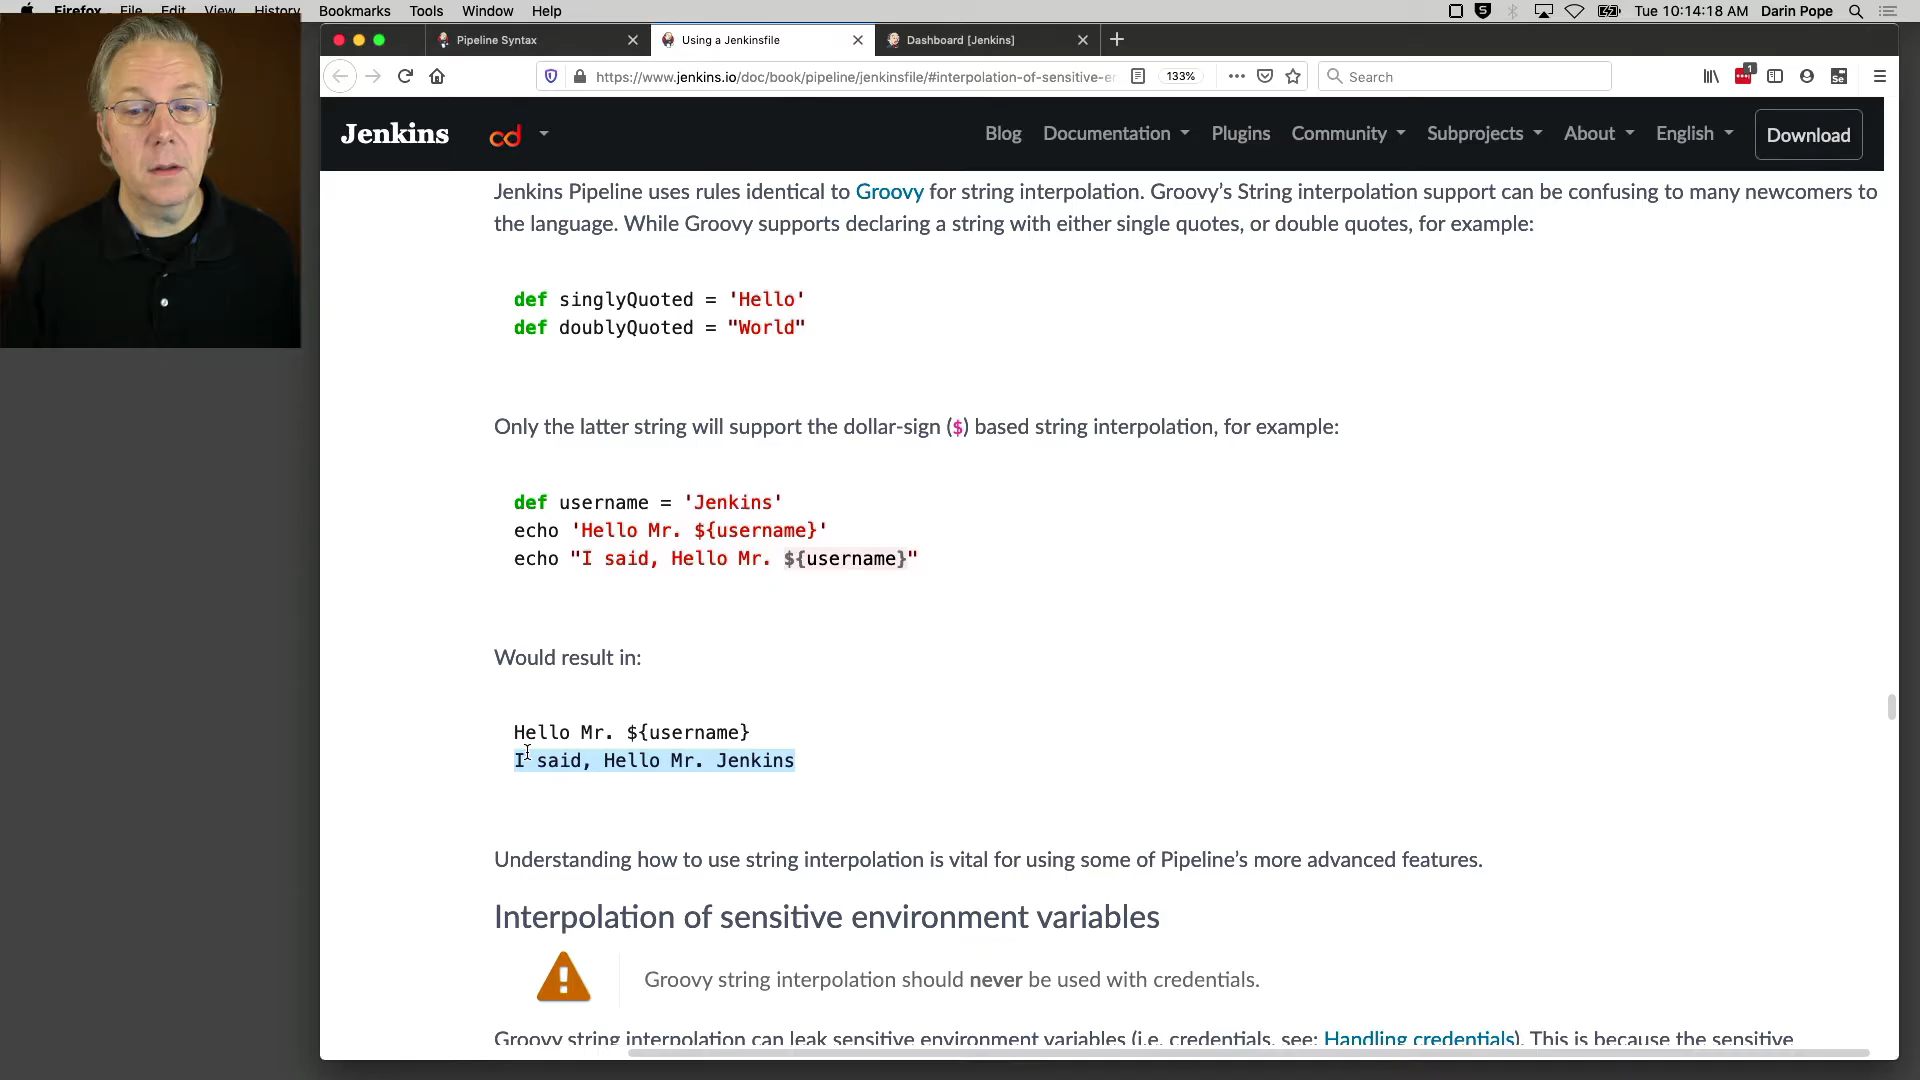 Firefox File Edit View History Bookmarks Tools Window Help
Tue 10:14:18 AM Darin Pope
Pipeline Syntax
Using a Jenkinsfile
Dashboard [Jenkins]
https://www.jenkins.io/doc/book/pipeline/jenkinsfile/#interpolation-of-sensitive-e
133%
Search
1
Jenkins
cd
Blog Documentation Plugins Community Subprojects About English Download
Jenkins Pipeline uses rules identical to Groovy for string interpolation. Groovy’s String interpolation support can be confusing to many newcomers to
the language. While Groovy supports declaring a string with either single quotes, or double quotes, for example:
def singlyQuoted = 'Hello'
def doublyQuoted = "World"
Only the latter string will support the dollar-sign ($) based string interpolation, for example:
def username = 'Jenkins'
echo 'Hello Mr. ${username}'
echo "I said, Hello Mr. ${username}"
Would result in:
Hello Mr. ${username}
I said, Hello Mr. Jenkins
Understanding how to use string interpolation is vital for using some of Pipeline’s more advanced features.
Interpolation of sensitive environment variables
Groovy string interpolation should never be used with credentials.
Groovy string interpolation can leak sensitive environment variables (i.e. credentials, see: Handling credentials). This is because the sensitive